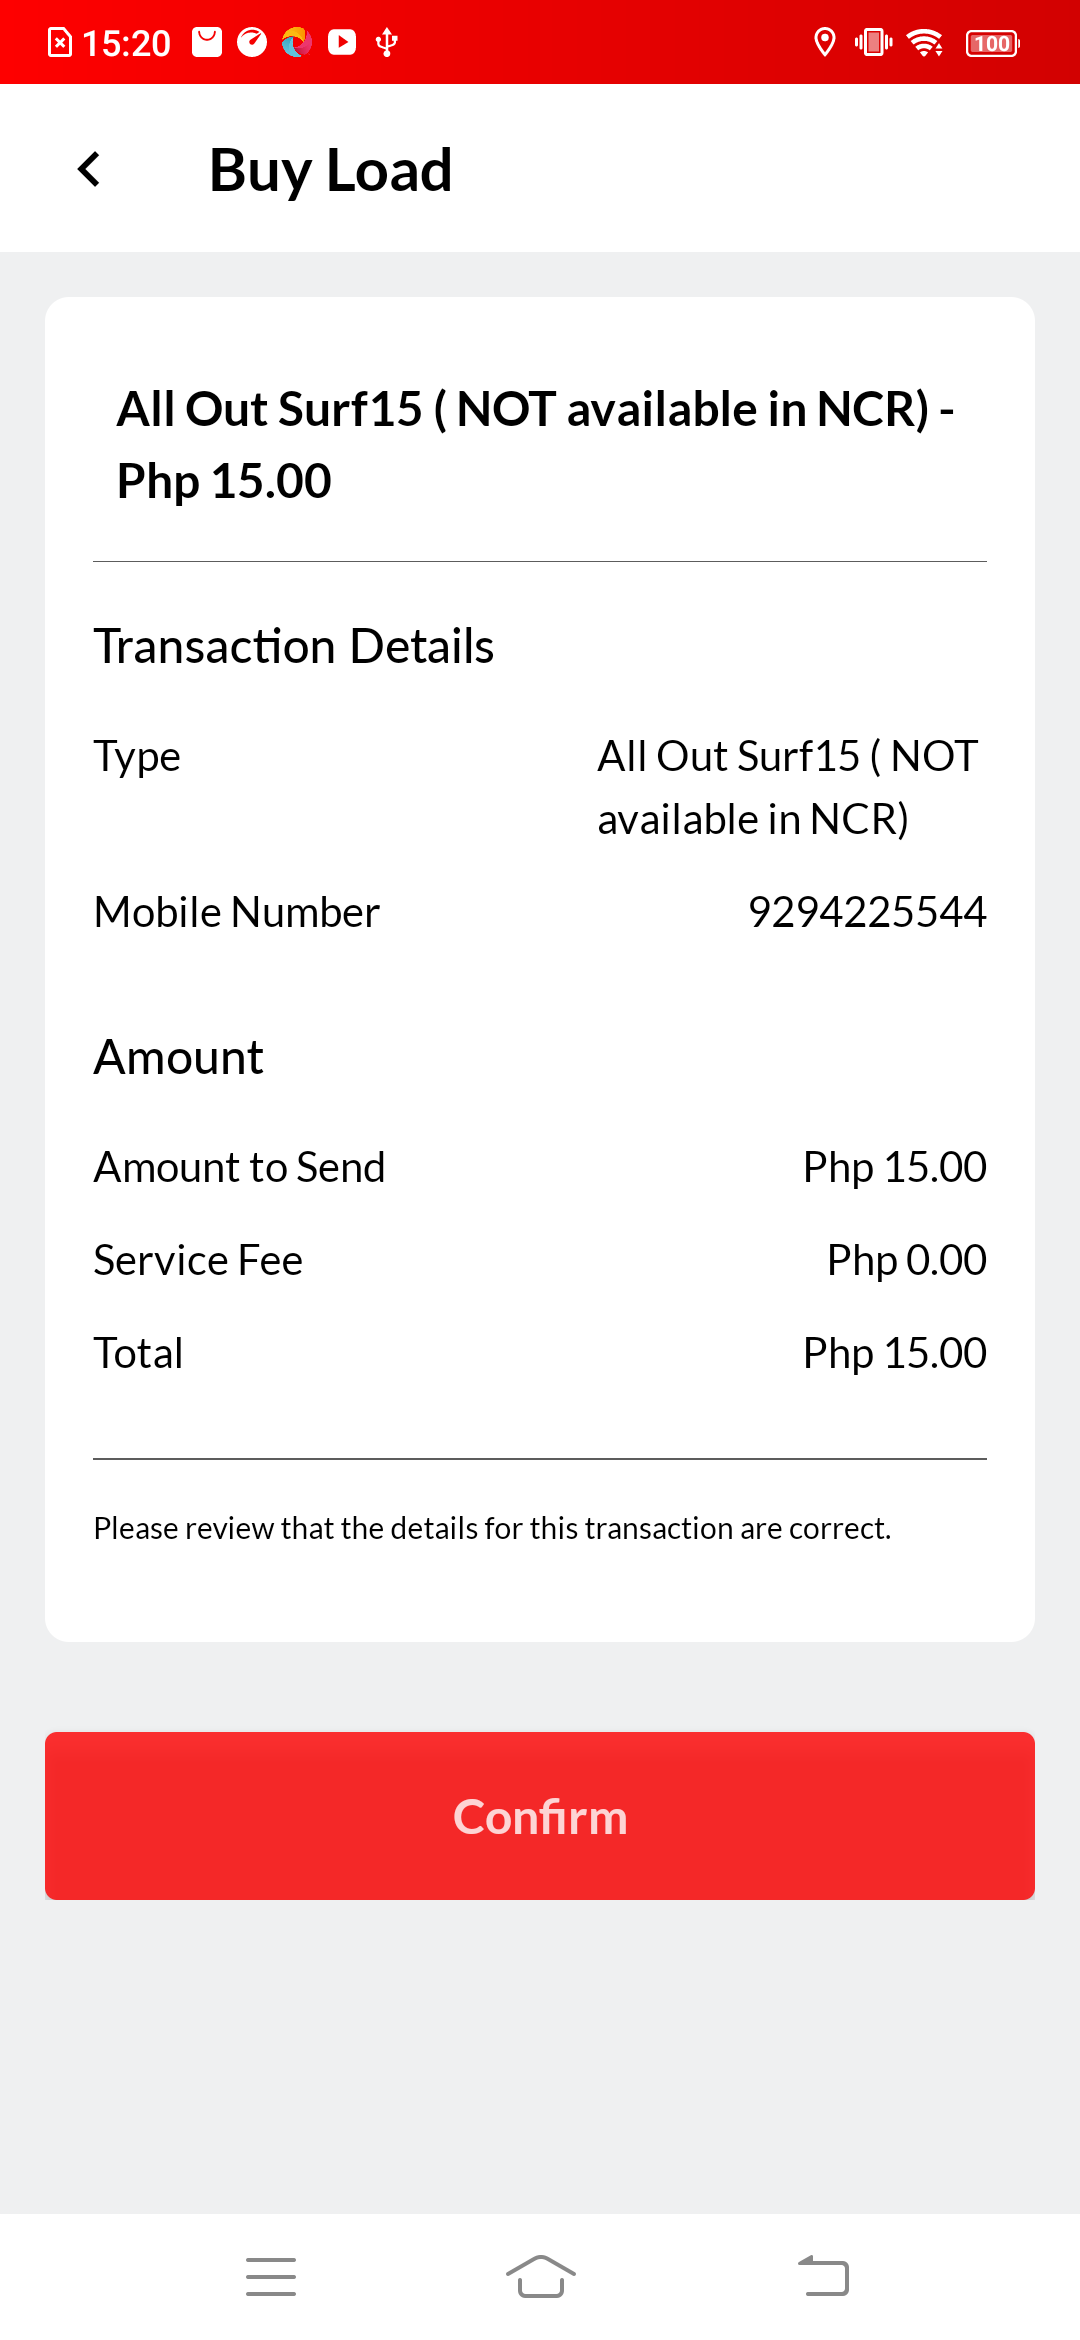 15:20
100
Buy Load
All Out Surf15 ( NOT available in NCR) -
Php 15.00
Transaction Details
Type
All Out Surf15 ( NOT
available in NCR)
Mobile Number
9294225544
Amount
Amount to Send
Php 15.00
Service Fee
Php 0.00
Total
Php 15.00
Please review that the details for this transaction are correct.
Confirm